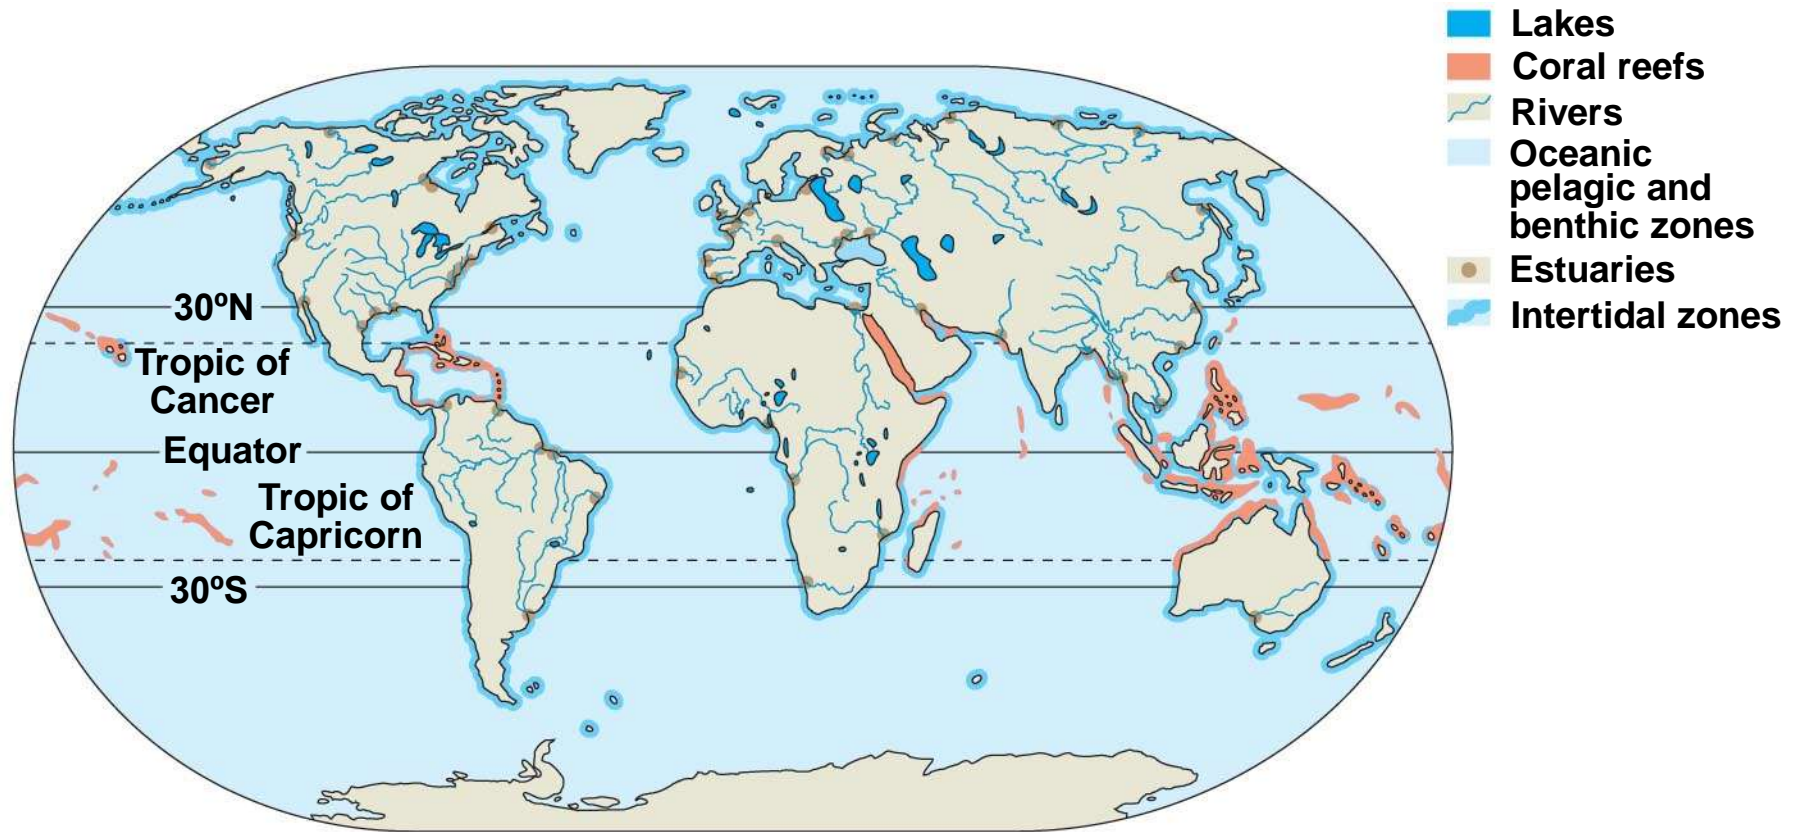 Lakes
Coral reefs
Rivers
Oceanic
pelagic and
benthic zones
Estuaries
Intertidal zones
30ºN
Tropic of
Cancer
Equator
Tropic of
Capricorn
30ºS